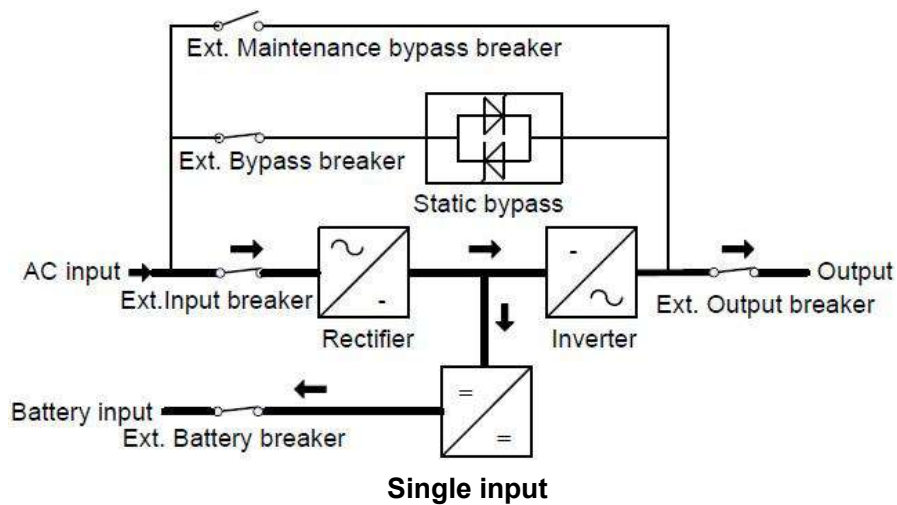 Ext. Maintenance bypass breaker
Ext. Bypass breaker
Static bypass
AC input
Ext.Input breaker
Rectifier
-
-
Inverter
Output
Ext. Output breaker
Battery input
Ext. Battery breaker
=
=
Single input